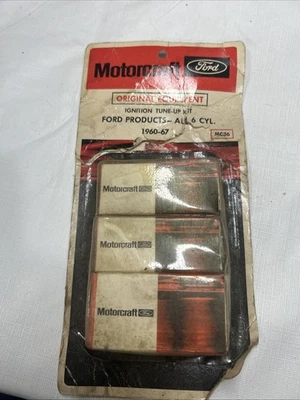 Motorcraft Ford
ORIGINAL EQUIPMENT
IGNITION TUNE-UP KIT
FORD PRODUCTS-ALL 6 CYL.
1960-67
Motorcraft
Motorcraft
Motorcraft